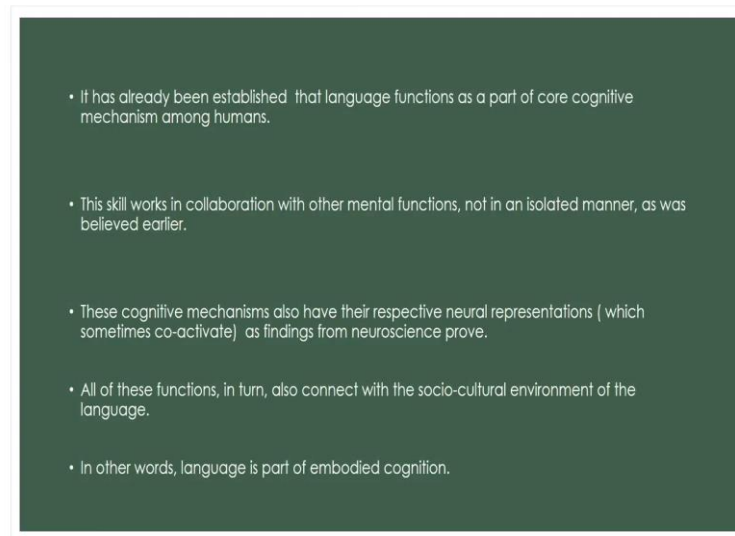 • It has already been established that language functions as a part of core cognitive
mechanism among humans.
• This skill works in collaboration with other mental functions, not in an isolated manner, as was
believed earlier.
• These cognitive mechanisms also have their respective neural representations ( which
sometimes co-activate) as findings from neuroscience prove.
• All of these functions, in turn, also connect with the socio-cultural environment of the
language.
• In other words, language is part of embodied cognition.